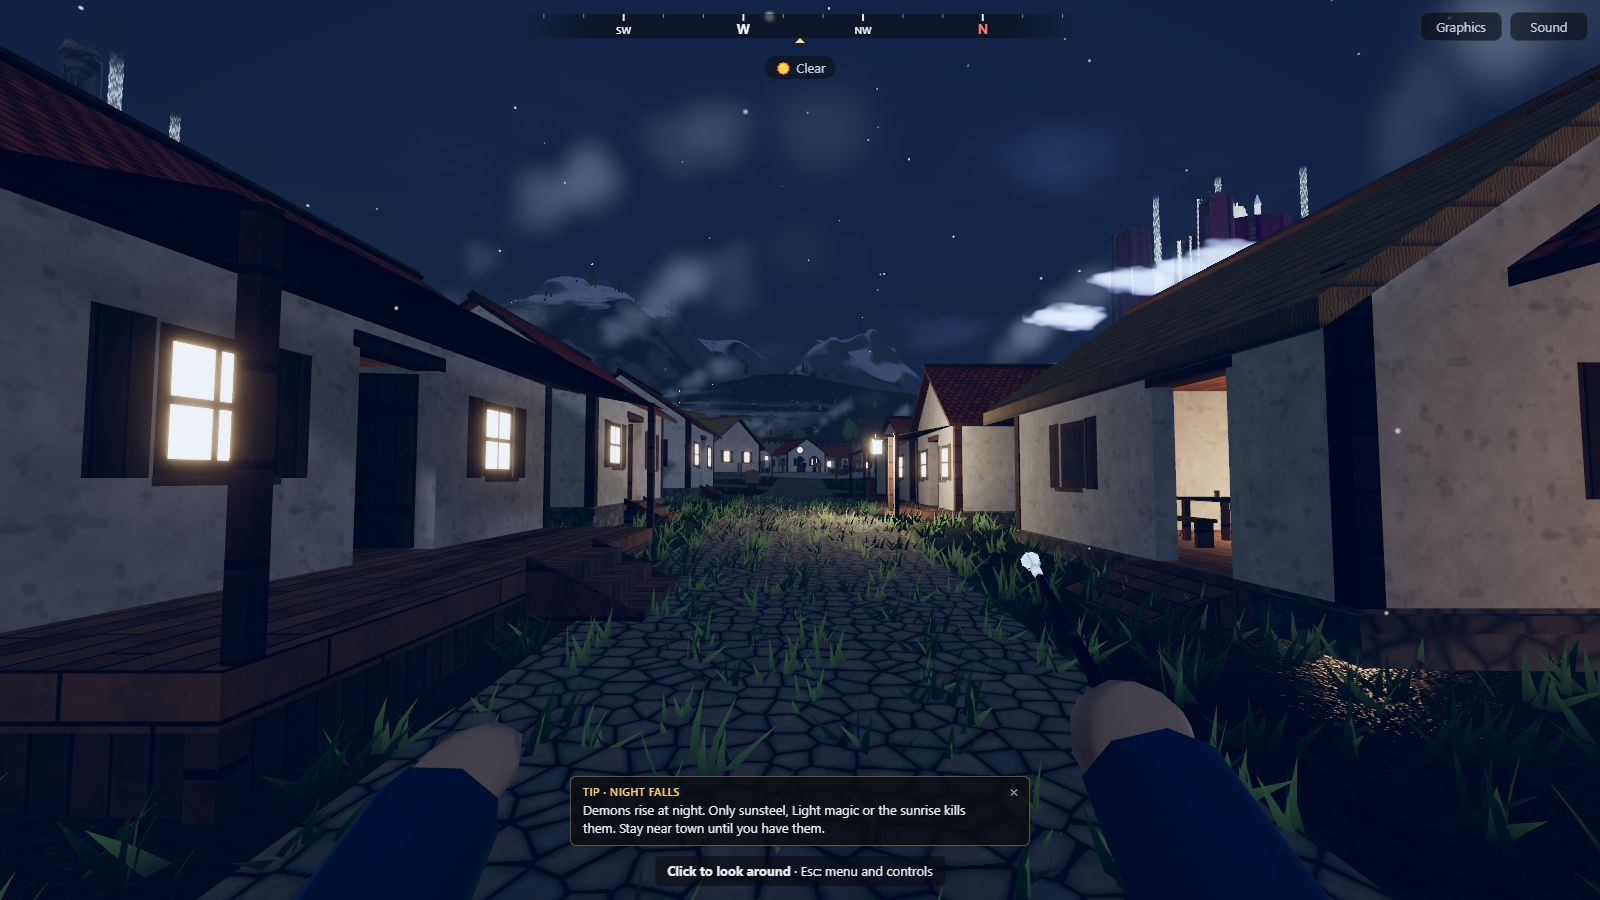 SW W NW N
Graphics Sound
Clear
TIP · NIGHT FALLS ×
Demons rise at night. Only sunsteel, Light magic or the sunrise kills
them. Stay near town until you have them.
Click to look around · Esc: menu and controls